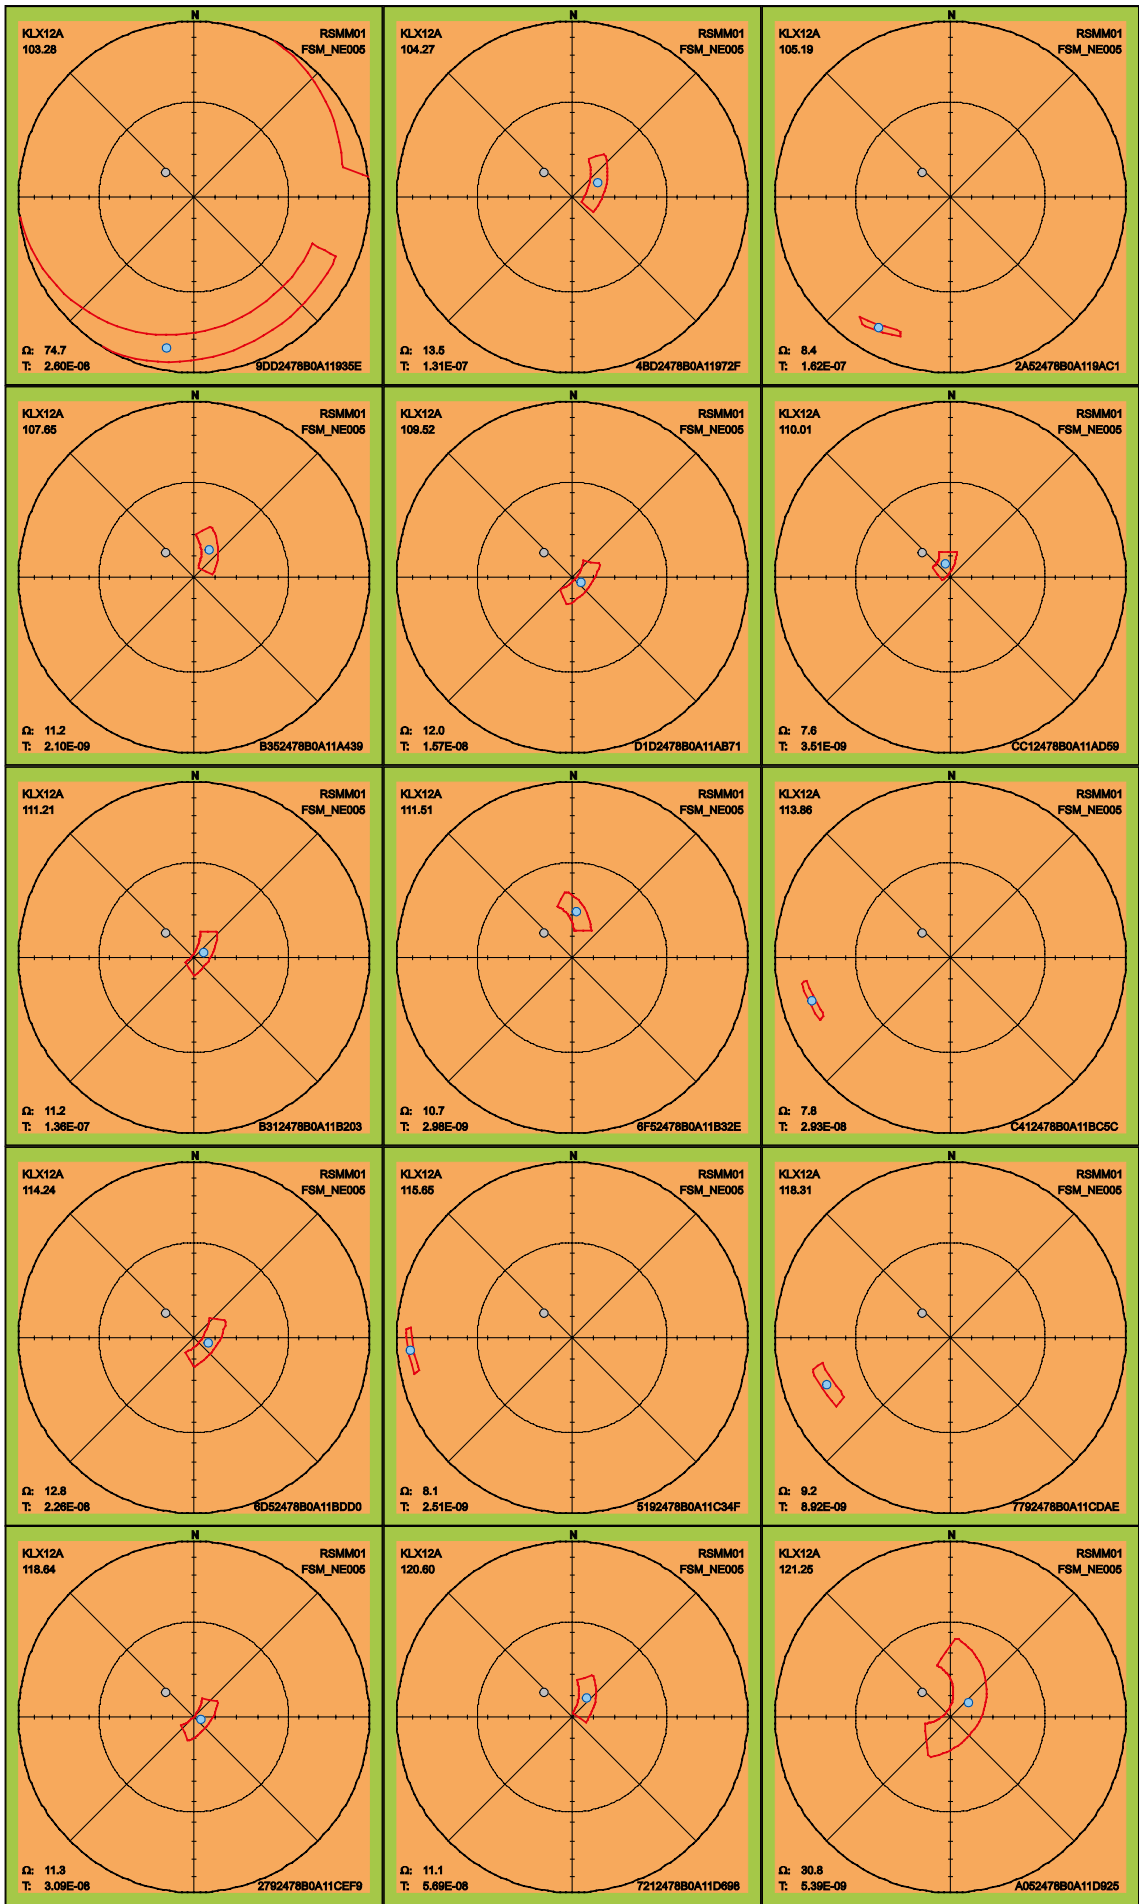 N
KLX12A RSMM01
103.28 FSM_NE005
Ω: 74.7
T: 2.60E-08 9DD2478B0A11935E
N
KLX12A RSMM01
104.27 FSM_NE005
Ω: 13.5
T: 1.31E-07 4BD2478B0A11972F
N
KLX12A RSMM01
105.19 FSM_NE005
Ω: 8.4
T: 1.62E-07 2A52478B0A119AC1
N
KLX12A RSMM01
107.65 FSM_NE005
Ω: 11.2
T: 2.10E-09 B352478B0A11A439
N
KLX12A RSMM01
109.52 FSM_NE005
Ω: 12.0
T: 1.57E-08 D1D2478B0A11AB71
N
KLX12A RSMM01
110.01 FSM_NE005
Ω: 7.6
T: 3.51E-09 CC12478B0A11AD59
N
KLX12A RSMM01
111.21 FSM_NE005
Ω: 11.2
T: 1.36E-07 B312478B0A11B203
N
KLX12A RSMM01
111.51 FSM_NE005
Ω: 10.7
T: 2.98E-09 6F52478B0A11B32E
N
KLX12A RSMM01
113.86 FSM_NE005
Ω: 7.8
T: 2.93E-08 C412478B0A11BC5C
N
KLX12A RSMM01
114.24 FSM_NE005
Ω: 12.8
T: 2.26E-08 6D52478B0A11BDD0
N
KLX12A RSMM01
115.65 FSM_NE005
Ω: 8.1
T: 2.51E-09 5192478B0A11C34F
N
KLX12A RSMM01
118.31 FSM_NE005
Ω: 9.2
T: 8.92E-09 7792478B0A11CDAE
N
KLX12A RSMM01
118.64 FSM_NE005
Ω: 11.3
T: 3.09E-08 2792478B0A11CEF9
N
KLX12A RSMM01
120.60 FSM_NE005
Ω: 11.1
T: 5.69E-08 7212478B0A11D698
N
KLX12A RSMM01
121.25 FSM_NE005
Ω: 30.8
T: 5.39E-09 A052478B0A11D925